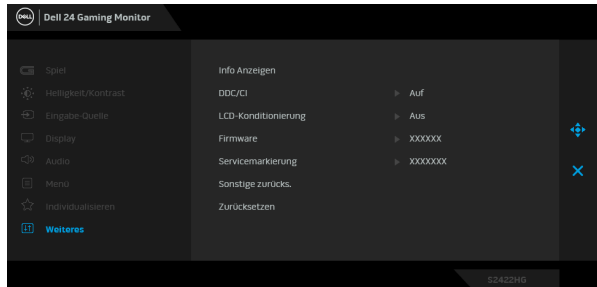 DELL Dell 24 Gaming Monitor
Spiel
Helligkeit/Kontrast
Eingabe-Quelle
Display
Audio
Menü
Individualisieren
Weiteres
Info Anzeigen
DDC/CI Auf
LCD-Konditionierung Aus
Firmware XXXXXX
Servicemarkierung XXXXXXX
Sonstige zurücks.
Zurücksetzen
S2422HG